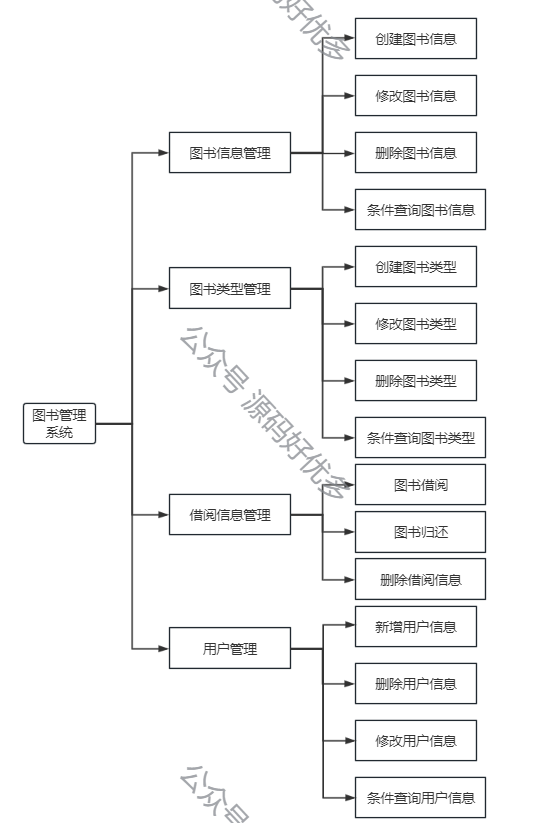 图书管理
系统
图书信息管理
创建图书信息
修改图书信息
删除图书信息
条件查询图书信息
图书类型管理
创建图书类型
修改图书类型
删除图书类型
条件查询图书类型
借阅信息管理
图书借阅
图书归还
删除借阅信息
用户管理
新增用户信息
删除用户信息
修改用户信息
条件查询用户信息
码好优多
公众号 源码好优多
公众号